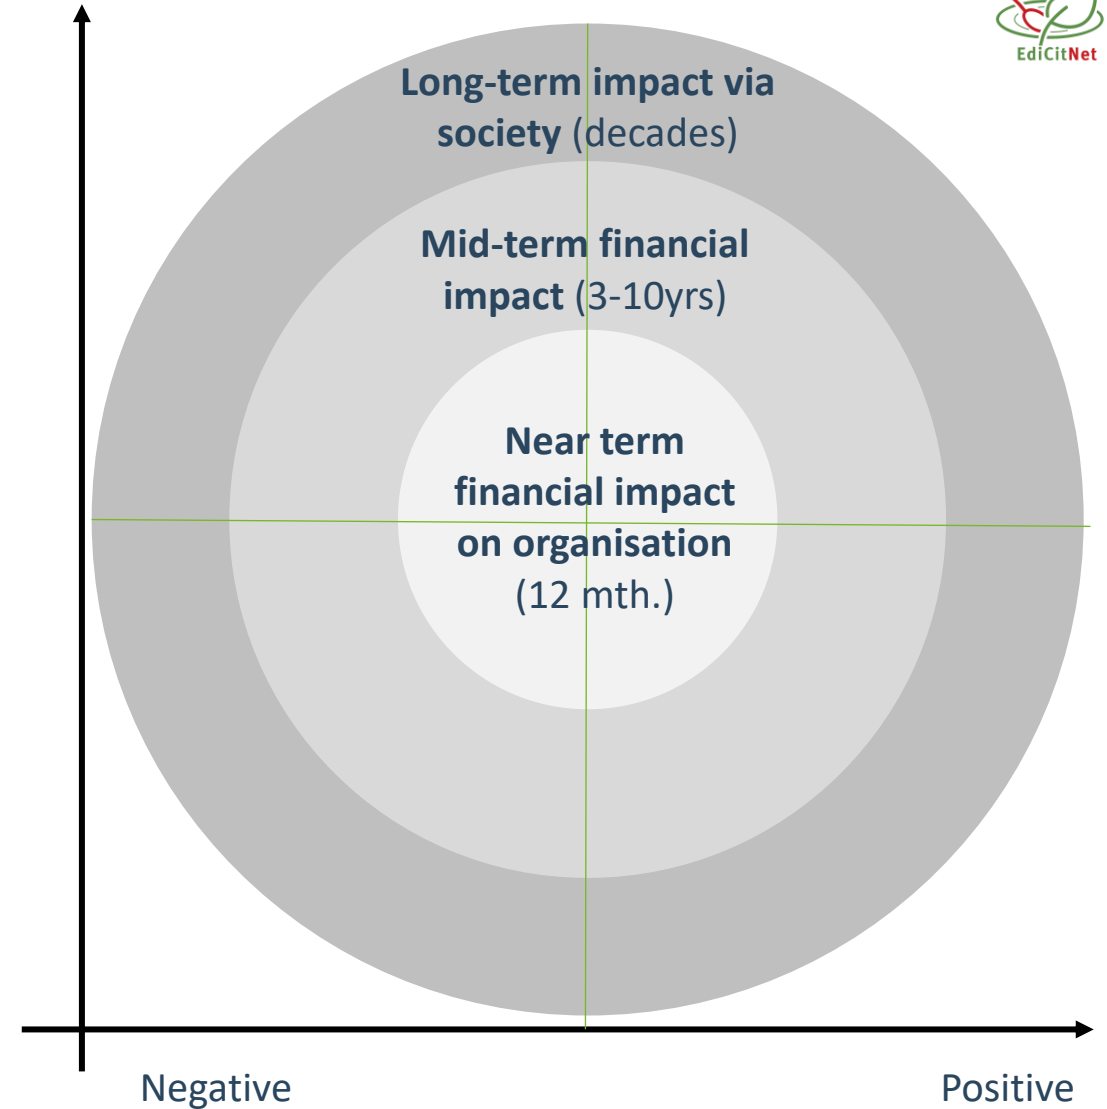 EdiCitNet
Long-term impact via
society (decades)
Mid-term financial
impact (3-10yrs)
Near term
financial impact
on organisation
(12 mth.)
Negative
Positive